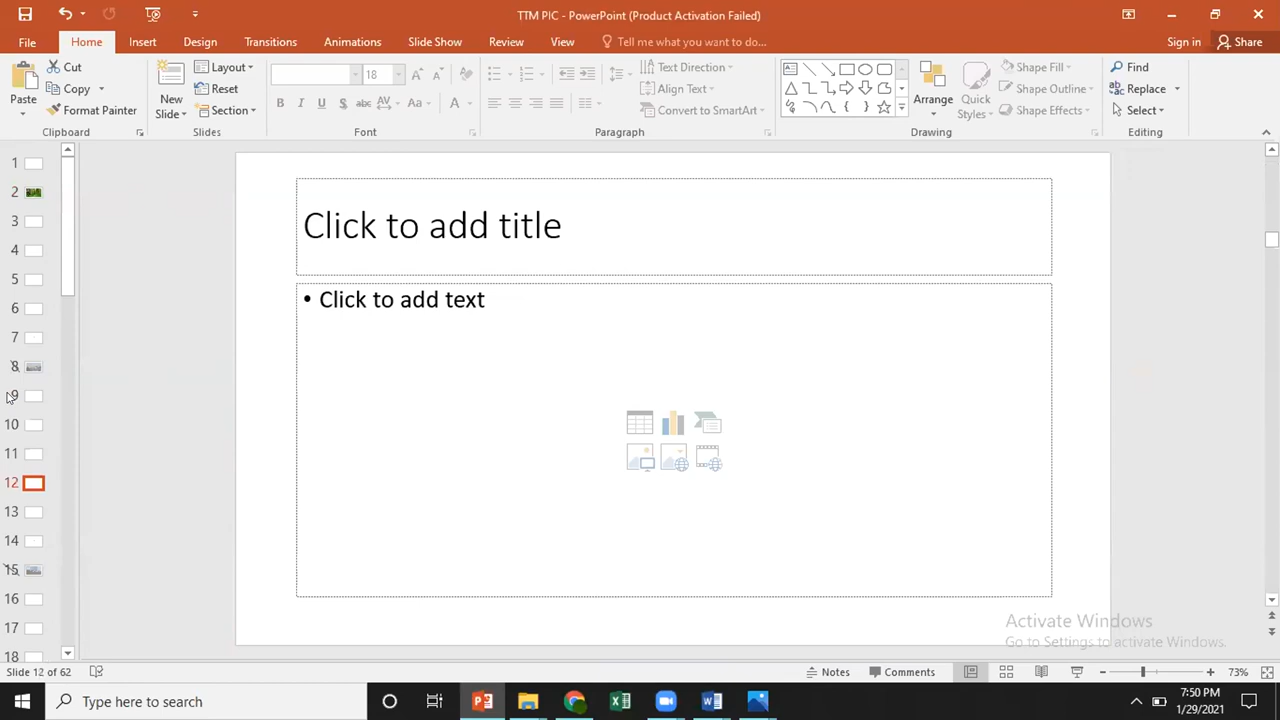 TTM PIC - PowerPoint (Product Activation Failed)
File Home Insert Design Transitions Animations Slide Show Review View Tell me what you want to do... Sign in Share
Paste
Cut
Copy
Format Painter
Clipboard
New Slide
Layout
Reset
Section
Slides
18
B I U S abc AV Aa A
Font
Text Direction
Align Text
Convert to SmartArt
Paragraph
Arrange
Quick Styles
Shape Fill
Shape Outline
Shape Effects
Drawing
Find
Replace
Select
Editing
1
2
3
4
5
6
7
8
9
10
11
12
13
14
15
16
17
18
Click to add title
• Click to add text
Activate Windows
Go to Settings to activate Windows.
Slide 12 of 62 Notes Comments 73%
Type here to search
7:50 PM
1/29/2021